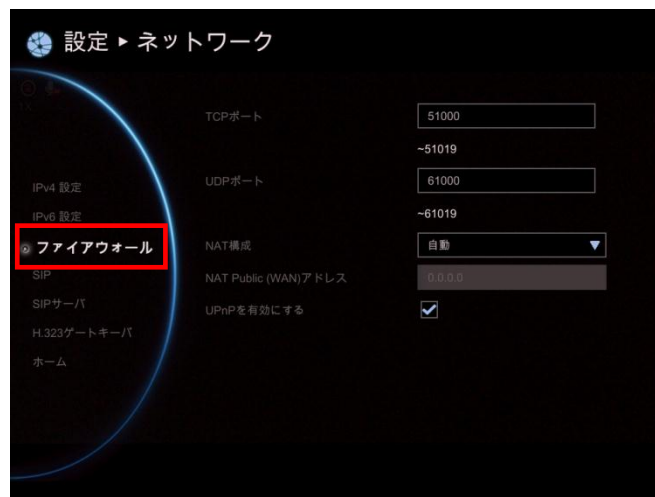 設定 ▸ ネットワーク
TCPポート 51000
~51019
UDPポート 61000
~61019
IPv4 設定
IPv6 設定
ファイアウォール
NAT構成 自動
SIP
NAT Public (WAN)アドレス 0.0.0.0
SIPサーバ
UPnPを有効にする
H.323ゲートキーパ
ホーム